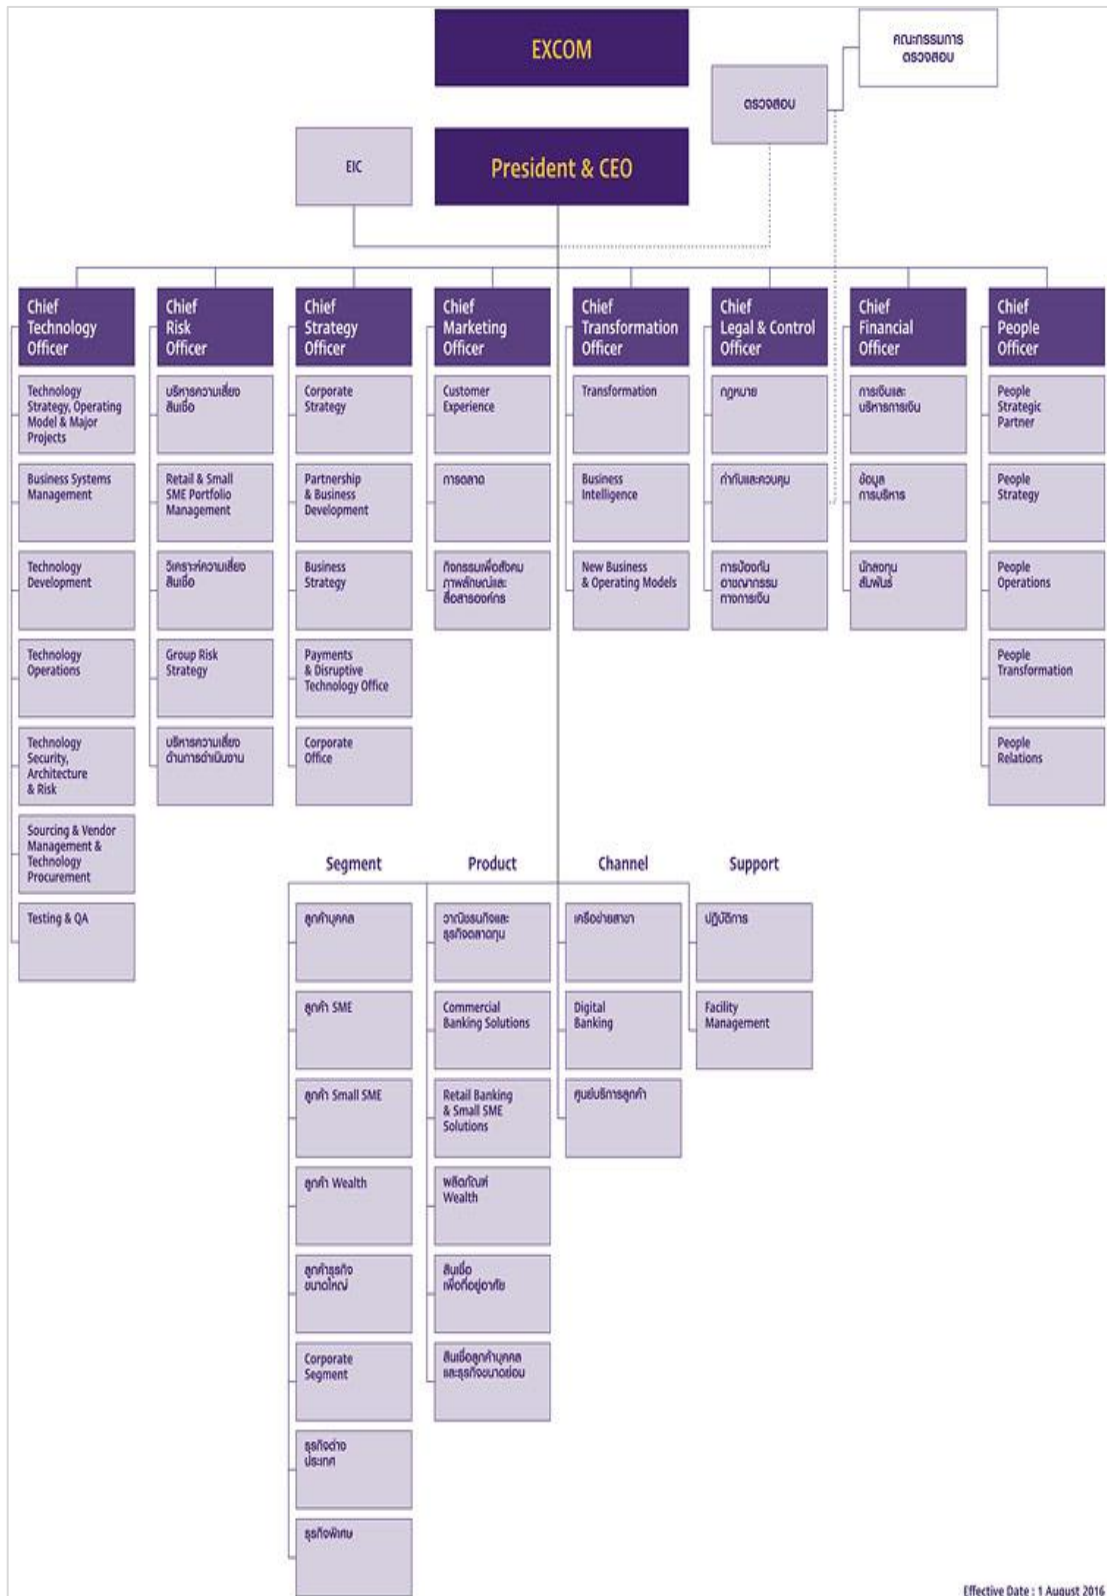 EXCOM
คณะกรรมการ
ตรวจสอบ
ตรวจสอบ
EIC
President & CEO
Chief
Technology
Officer
Technology
Strategy, Operating
Model & Major
Projects
Business Systems
Management
Technology
Development
Technology
Operations
Technology
Security,
Architecture
& Risk
Sourcing & Vendor
Management &
Technology
Procurement
Testing & QA
Chief
Risk
Officer
บริหารความเสี่ยง
สินเชื่อ
Retail & Small
SME Portfolio
Management
วิเคราะห์ความเสี่ยง
สินเชื่อ
Group Risk
Strategy
บริหารความเสี่ยง
ด้านการดำเนินงาน
Chief
Strategy
Officer
Corporate
Strategy
Partnership
& Business
Development
Business
Strategy
Payments
& Disruptive
Technology Office
Corporate
Office
Chief
Marketing
Officer
Customer
Experience
การตลาด
กิจกรรมเพื่อสังคม
ภาพลักษณ์และ
สื่อสารองค์กร
Chief
Transformation
Officer
Transformation
Business
Intelligence
New Business
& Operating Models
Chief
Legal & Control
Officer
กฎหมาย
กำกับและควบคุม
การป้องกัน
อาชญากรรม
ทางการเงิน
Chief
Financial
Officer
การเงินและ
บริหารการเงิน
ข้อมูล
การบริหาร
นักลงทุน
สัมพันธ์
Chief
People
Officer
People
Strategic
Partner
People
Strategy
People
Operations
People
Transformation
People
Relations
Segment
ลูกค้าบุคคล
ลูกค้า SME
ลูกค้า Small SME
ลูกค้า Wealth
ลูกค้าธุรกิจ
ขนาดใหญ่
Corporate
Segment
ธุรกิจต่าง
ประเทศ
ธุรกิจพิเศษ
Product
วาณิชธนกิจและ
ธุรกิจตลาดทุน
Commercial
Banking Solutions
Retail Banking
& Small SME
Solutions
ผลิตภัณฑ์
Wealth
สินเชื่อ
เพื่อที่อยู่อาศัย
สินเชื่อลูกค้าบุคคล
และธุรกิจขนาดย่อม
Channel
เครือข่ายสาขา
Digital
Banking
ศูนย์บริการลูกค้า
Support
ปฏิบัติการ
Facility
Management
Effective Date : 1 August 2016